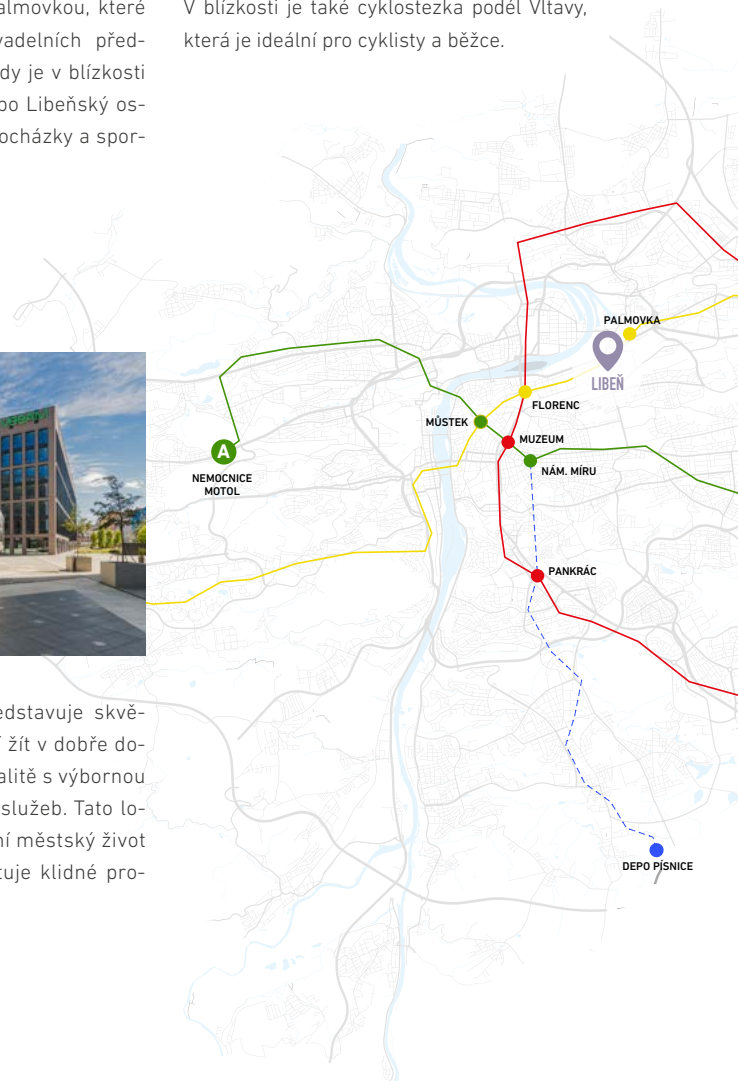 almovkou, které
vadelních před-
dy je v blízkosti
bo Libeňský os-
ocházky a spor-
V blízkosti je také cyklostezka podél Vltavy,
která je ideální pro cyklisty a běžce.
PALMOVKA
LIBEŇ
FLORENC
MŮSTEK
MUZEUM
A
NÁM. MÍRU
NEMOCNICE
MOTOL
PANKRÁC
edstavuje skvě-
í žít v dobře do-
alitě s výbornou
služeb. Tato lo-
ní městský život
tuje klidné pro-
DEPO PÍSNICE